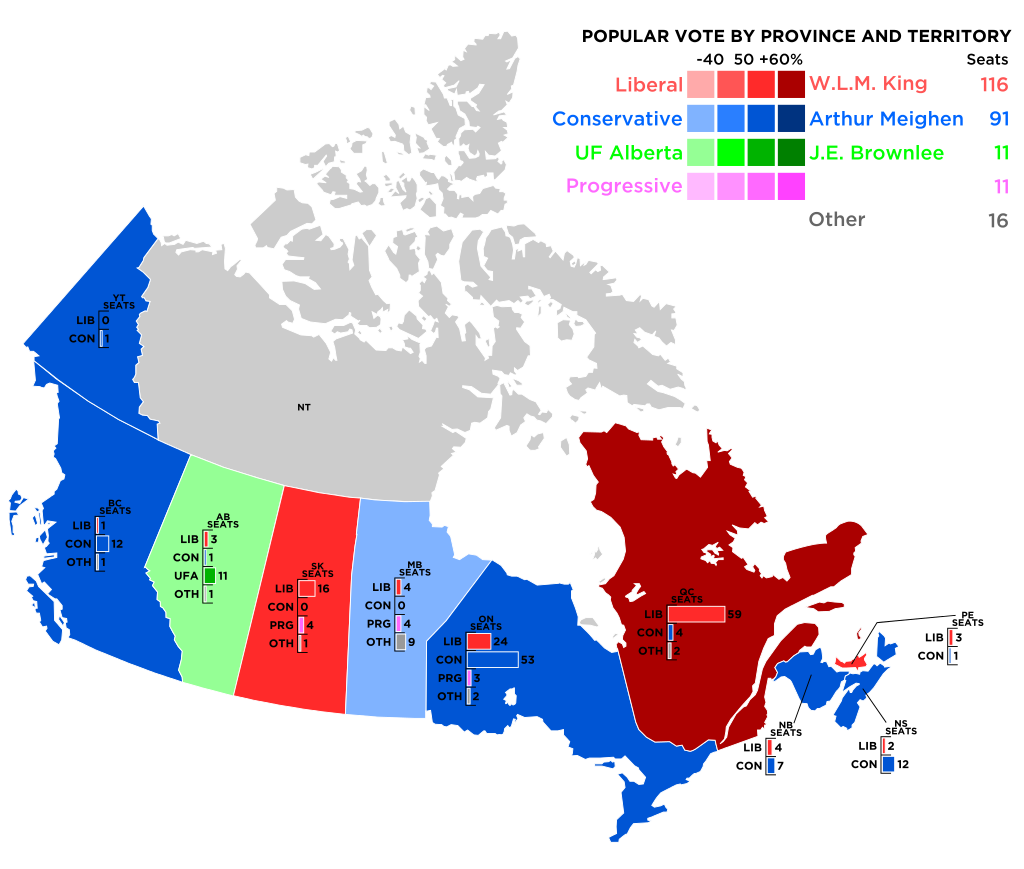 POPULAR VOTE BY PROVINCE AND TERRITORY
-40 50 +60% Seats
Liberal W.L.M. King 116
Conservative Arthur Meighen 91
UF Alberta J.E. Brownlee 11
Progressive 11
Other 16
YT
SEATS
LIB 0
CON 1
NT
BC
SEATS
LIB 1
CON 12
OTH 1
AB
SEATS
LIB 3
CON 1
UFA 11
OTH 1
SK
SEATS
LIB 16
CON 0
PRG 4
OTH 1
MB
SEATS
LIB 4
CON 0
PRG 4
OTH 9
ON
SEATS
LIB 24
CON 53
PRG 3
OTH 2
QC
SEATS
LIB 59
CON 4
OTH 2
PE
SEATS
LIB 3
CON 1
NB
SEATS
LIB 4
CON 7
NS
SEATS
LIB 2
CON 12